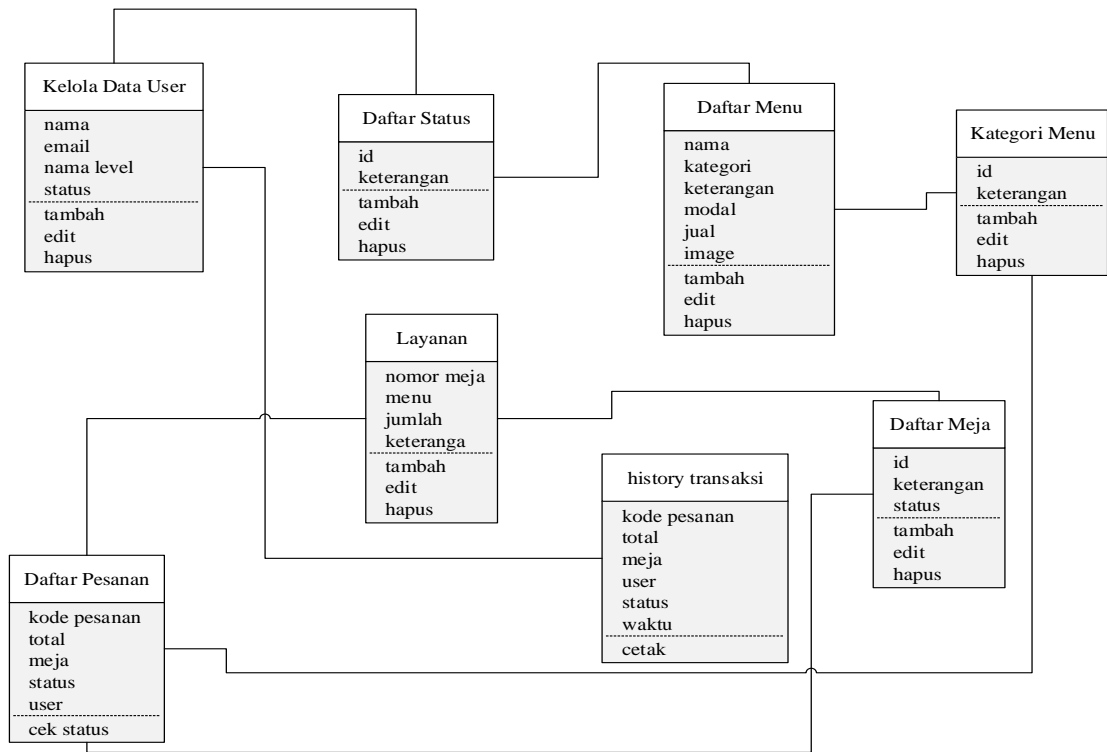 Kelola Data User
nama
email
nama level
status
tambah
edit
hapus
Daftar Status
id
keterangan
tambah
edit
hapus
Daftar Menu
nama
kategori
keterangan
modal
jual
image
tambah
edit
hapus
Kategori Menu
id
keterangan
tambah
edit
hapus
Layanan
nomor meja
menu
jumlah
keteranga
tambah
edit
hapus
Daftar Meja
id
keterangan
status
tambah
edit
hapus
history transaksi
kode pesanan
total
meja
user
status
waktu
cetak
Daftar Pesanan
kode pesanan
total
meja
status
user
cek status